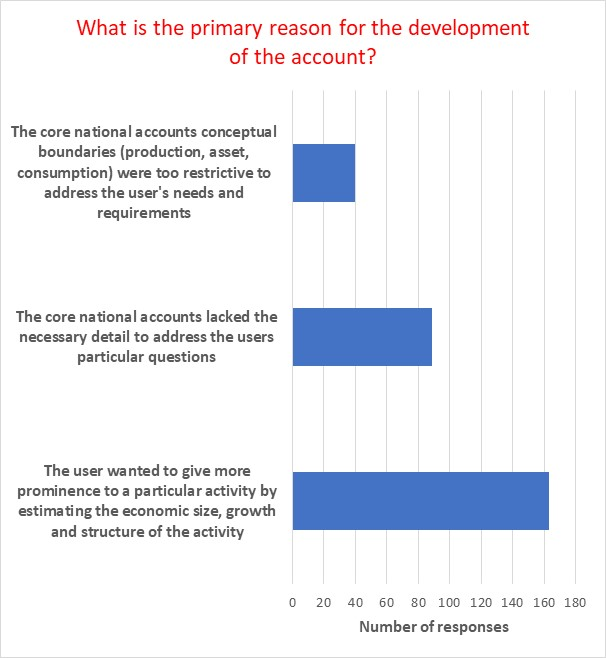 What is the primary reason for the development
of the account?
The core national accounts conceptual
boundaries (production, asset,
consumption) were too restrictive to
address the user's needs and
requirements
The core national accounts lacked the
necessary detail to address the users
particular questions
The user wanted to give more
prominence to a particular activity by
estimating the economic size, growth
and structure of the activity
0 20 40 60 80 100 120 140 160 180
Number of responses